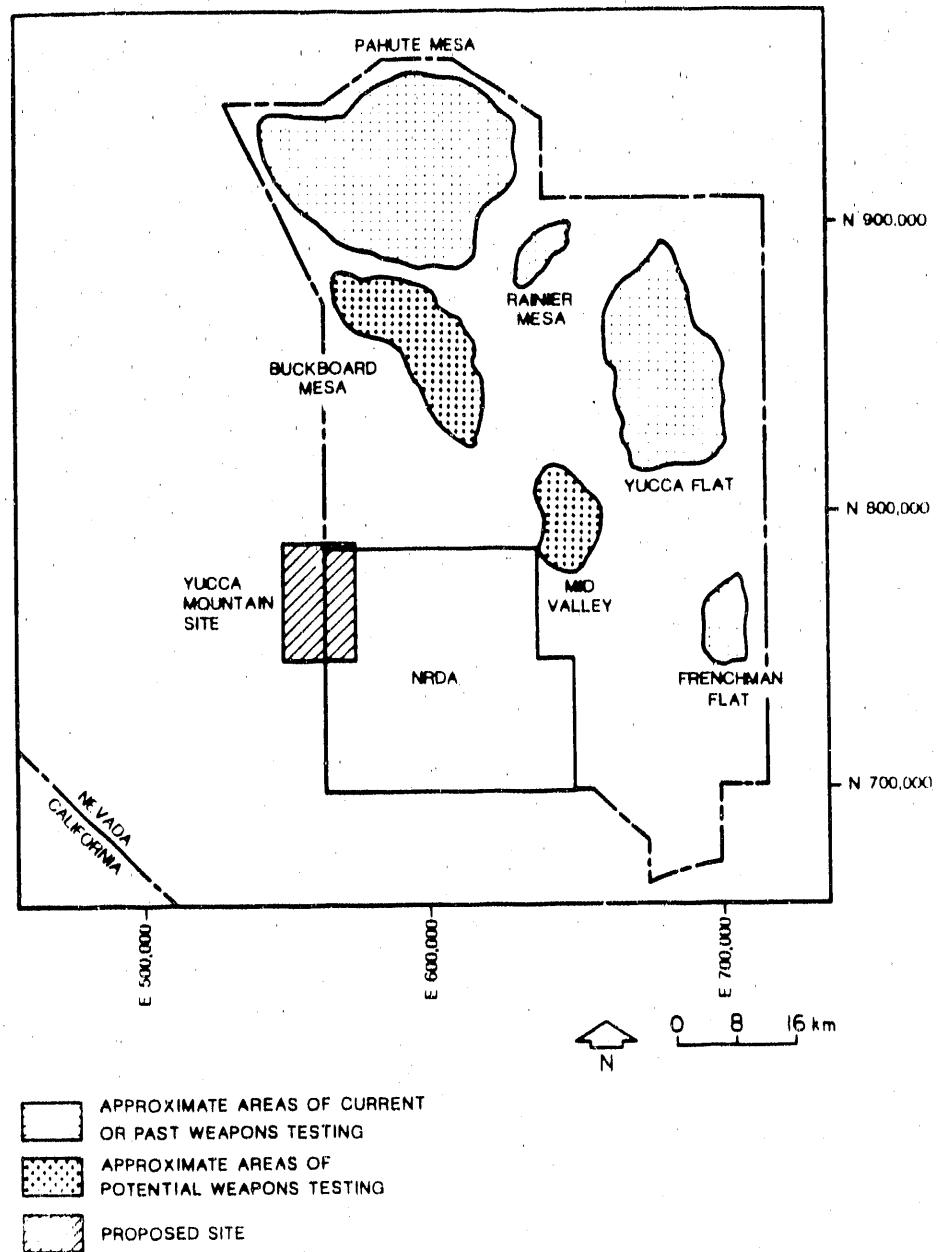 PAHUTE MESA
N 900,000
RAINIER
MESA
BUCKBOARD
MESA
YUCCA FLAT
N 800,000
YUCCA
MOUNTAIN
SITE
MID
VALLEY
NRDA
FRENCHMAN
FLAT
N 700,000
NEVADA
CALIFORNIA
E 500,000
E 600,000
E 700,000
N
0 8 16 km
APPROXIMATE AREAS OF CURRENT
OR PAST WEAPONS TESTING
APPROXIMATE AREAS OF
POTENTIAL WEAPONS TESTING
PROPOSED SITE